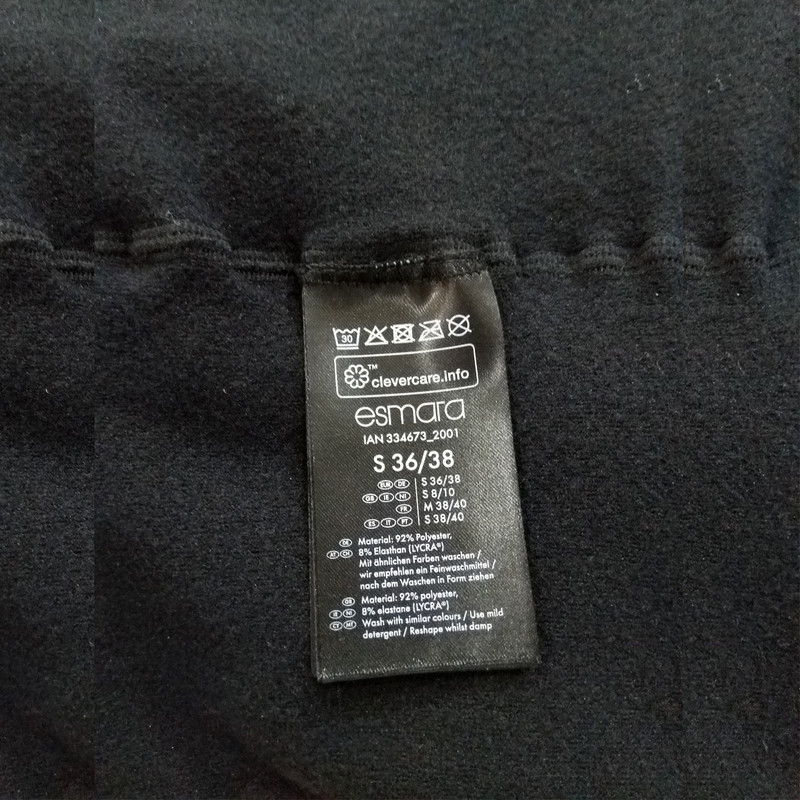 30
clevercare.info™
esmara
IAN 334673_2001
S 36/38
EUR DE S 36/38
GB IE NI S 8/10
FR M 38/40
ES IT PT S 38/40
DE Material: 92% Polyester,
AT CH 8% Elasthan (LYCRA®)
Mit ähnlichen Farben waschen /
wir empfehlen ein Feinwaschmittel /
nach dem Waschen in Form ziehen
GB Material: 92% polyester,
IE NI 8% elastane (LYCRA®)
CY MT Wash with similar colours / Use mild
detergent / Reshape whilst damp